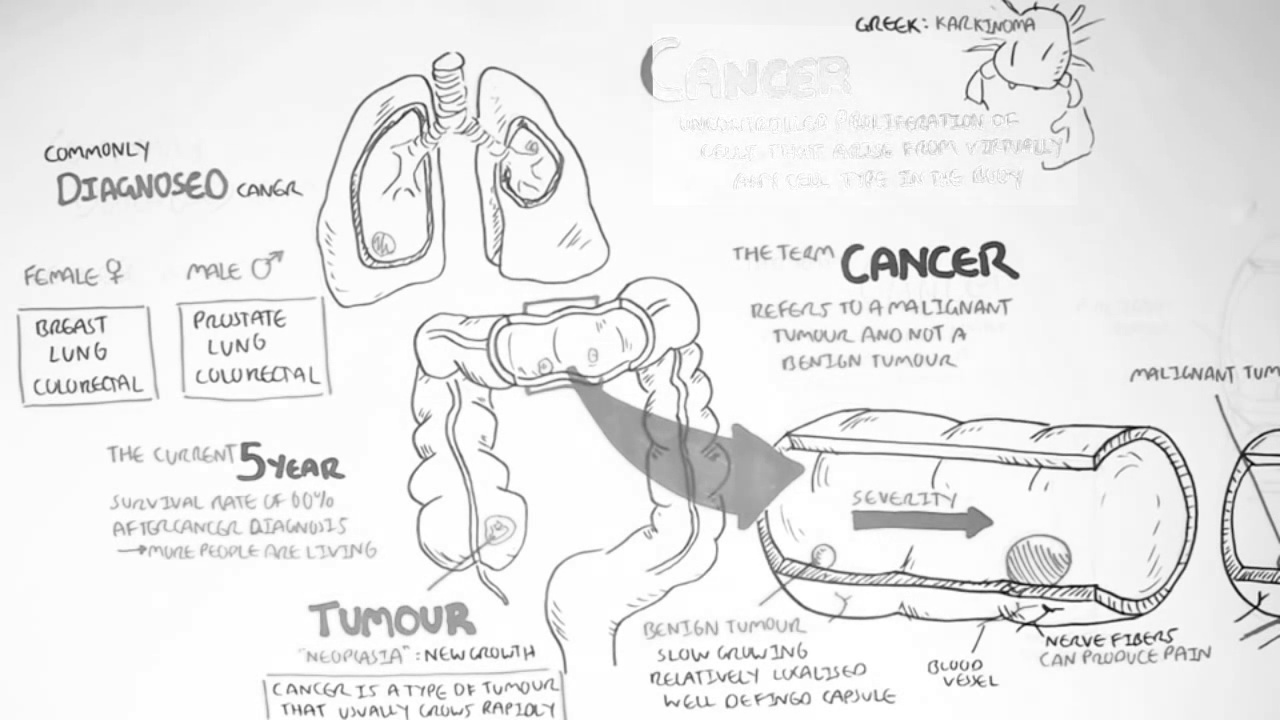 GREEK: KARKINOMA
CANCER
UNCONTROLLED PROLIFERATION OF
CELLS THAT ARISE FROM VIRTUALLY
ANY CELL TYPE IN THE BODY
COMMONLY
DIAGNOSED CANER
FEMALE ♀
BREAST
LUNG
COLORECTAL
MALE ♂
PROSTATE
LUNG
COLORECTAL
THE TERM CANCER
REFERS TO A MALIGNANT
TUMOUR AND NOT A
BENIGN TUMOUR
MALIGNANT TUM
THE CURRENT 5 YEAR
SURVIVAL RATE OF 60%
AFTER CANCER DIAGNOSIS
→MORE PEOPLE ARE LIVING
SEVERITY
TUMOUR
"NEOPLASIA": NEW GROWTH
CANCER IS A TYPE OF TUMOUR
THAT USUALLY GROWS RAPIDLY
BENIGN TUMOUR
SLOW GROWING
RELATIVELY LOCALISED
WELL DEFINGD CAPSULE
BLOOD
VESSEL
NERVE FIBERS
CAN PRODUCE PAIN